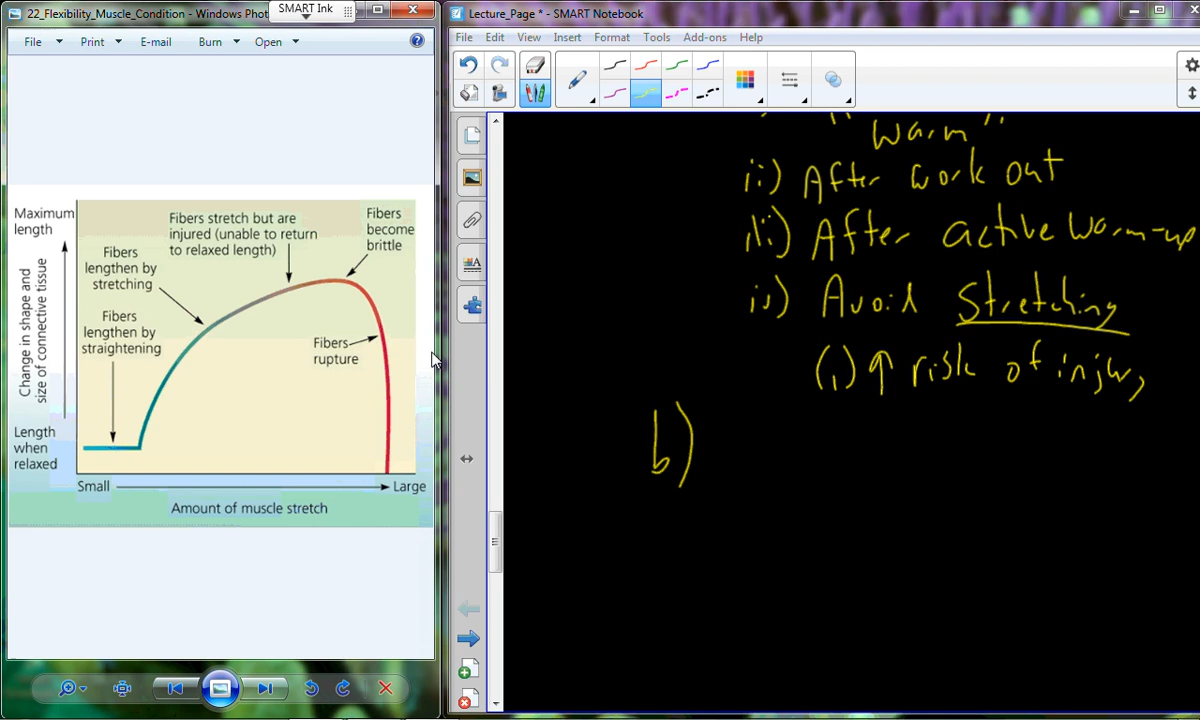 22_Flexibility_Muscle_Condition - Windows Phot
SMART Ink
File Print E-mail Burn Open
Maximum length
Change in shape and size of connective tissue
Length when relaxed
Fibers lengthen by straightening
Fibers lengthen by stretching
Fibers stretch but are injured (unable to return to relaxed length)
Fibers become brittle
Fibers rupture
Small
Large
Amount of muscle stretch
Lecture_Page * - SMART Notebook
File Edit View Insert Format Tools Add-ons Help
"Warm"
ii) After work out
iii) After active warm-up
iv) Avoid Stretching
(i) ↑ risk of injury
b)